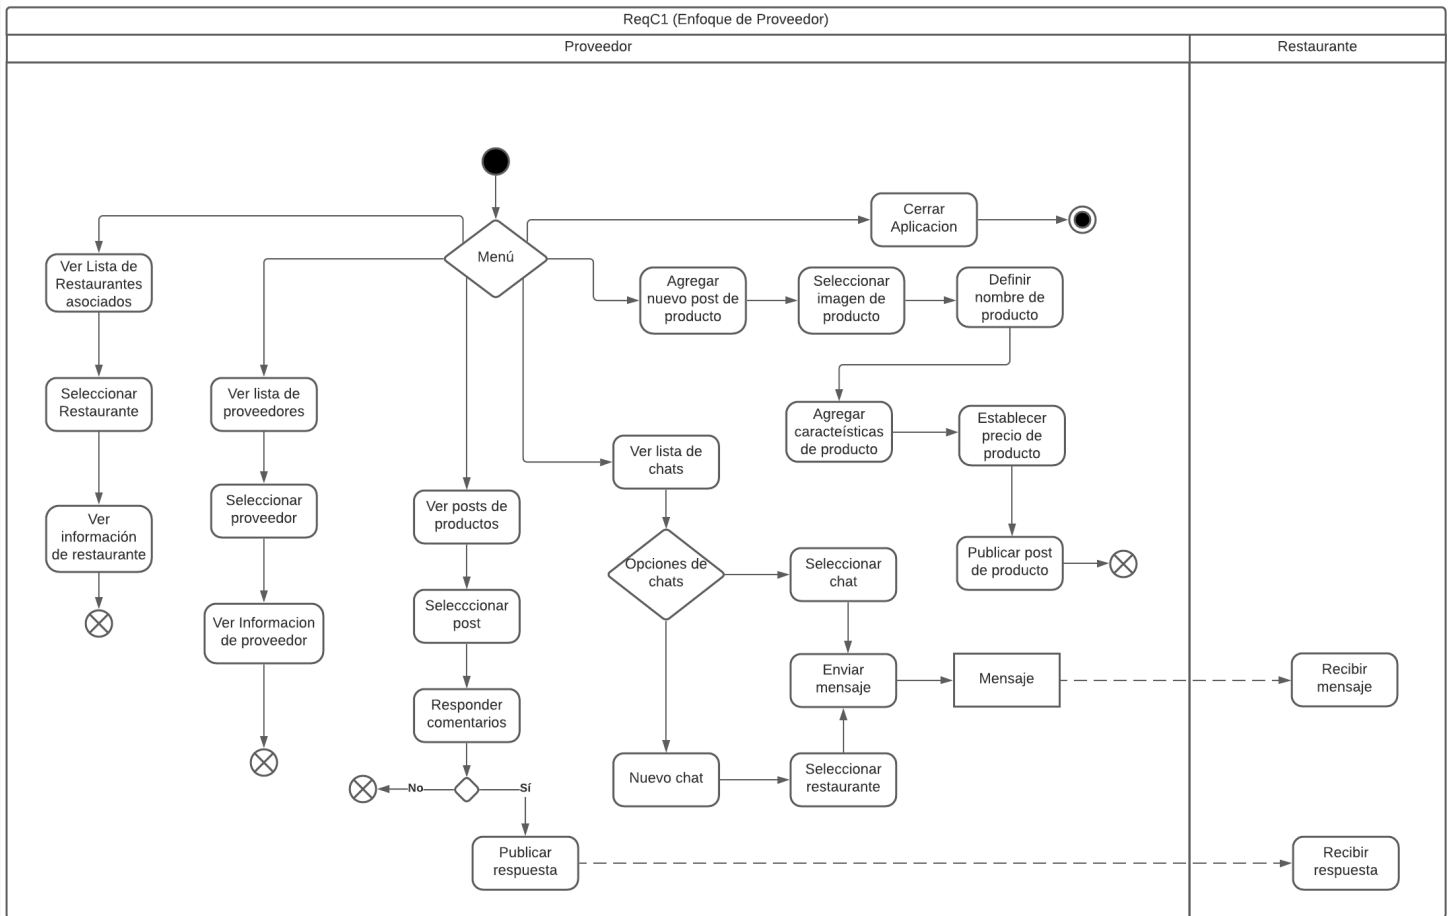 ReqC1 (Enfoque de Proveedor)
Proveedor
Restaurante
Menú
Cerrar
Aplicacion
Ver Lista de
Restaurantes
asociados
Seleccionar
Restaurante
Ver
información
de restaurante
Ver lista de
proveedores
Seleccionar
proveedor
Ver Informacion
de proveedor
Ver posts de
productos
Selecccionar
post
Responder
comentarios
No
Sí
Publicar
respuesta
Agregar
nuevo post de
producto
Seleccionar
imagen de
producto
Definir
nombre de
producto
Agregar
caracteísticas
de producto
Establecer
precio de
producto
Publicar post
de producto
Ver lista de
chats
Opciones de
chats
Seleccionar
chat
Enviar
mensaje
Mensaje
Nuevo chat
Seleccionar
restaurante
Recibir
mensaje
Recibir
respuesta